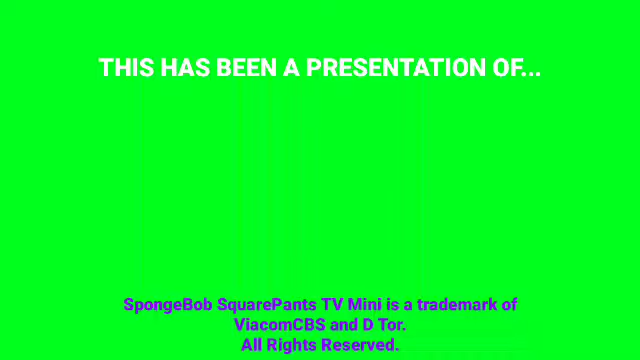 THIS HAS BEEN A PRESENTATION OF...
SpongeBob SquarePants TV Mini is a trademark of
ViacomCBS and D Tor.
All Rights Reserved.